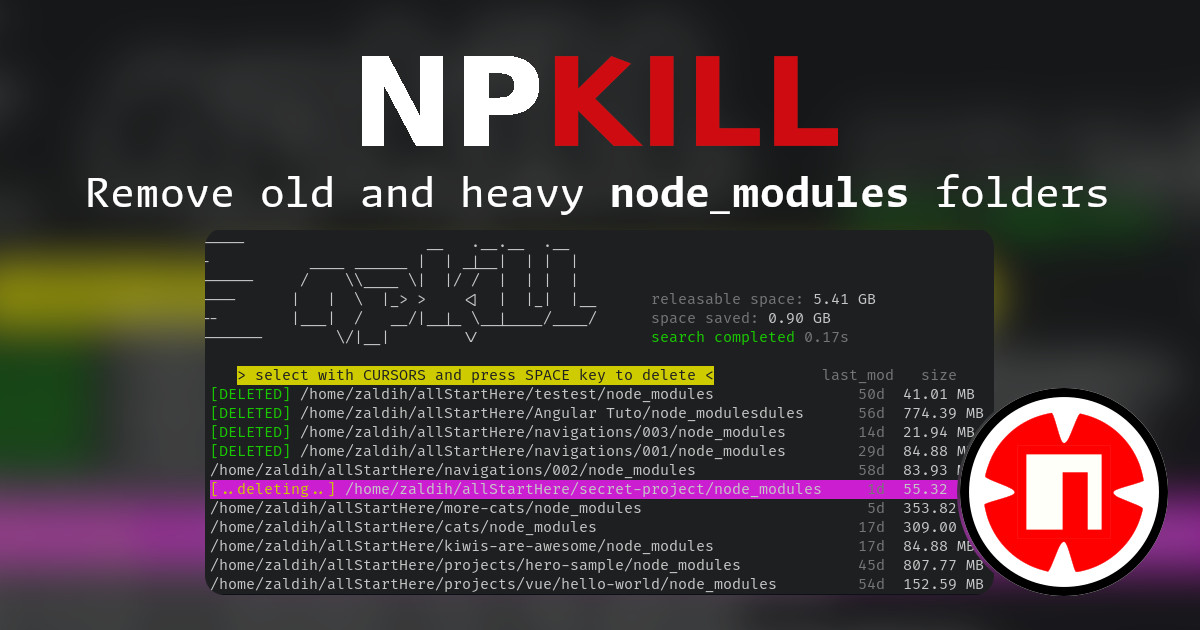 NPKILL
Remove old and heavy node_modules folders
releasable space: 5.41 GB
space saved: 0.90 GB
search completed 0.17s
> select with CURSORS and press SPACE key to delete < last_mod size
[DELETED] /home/zaldih/allStartHere/testest/node_modules 50d 41.01 MB
[DELETED] /home/zaldih/allStartHere/Angular Tuto/node_modulesdules 56d 774.39 MB
[DELETED] /home/zaldih/allStartHere/navigations/003/node_modules 14d 21.94 MB
[DELETED] /home/zaldih/allStartHere/navigations/001/node_modules 29d 84.88 M
/home/zaldih/allStartHere/navigations/002/node_modules 58d 83.93
[..deleting..] /home/zaldih/allStartHere/secret-project/node_modules 55.32
/home/zaldih/allStartHere/more-cats/node_modules 5d 353.82
/home/zaldih/allStartHere/cats/node_modules 17d 309.00
/home/zaldih/allStartHere/kiwis-are-awesome/node_modules 17d 84.88 MB
/home/zaldih/allStartHere/projects/hero-sample/node_modules 45d 807.77 MB
/home/zaldih/allStartHere/projects/vue/hello-world/node_modules 54d 152.59 MB